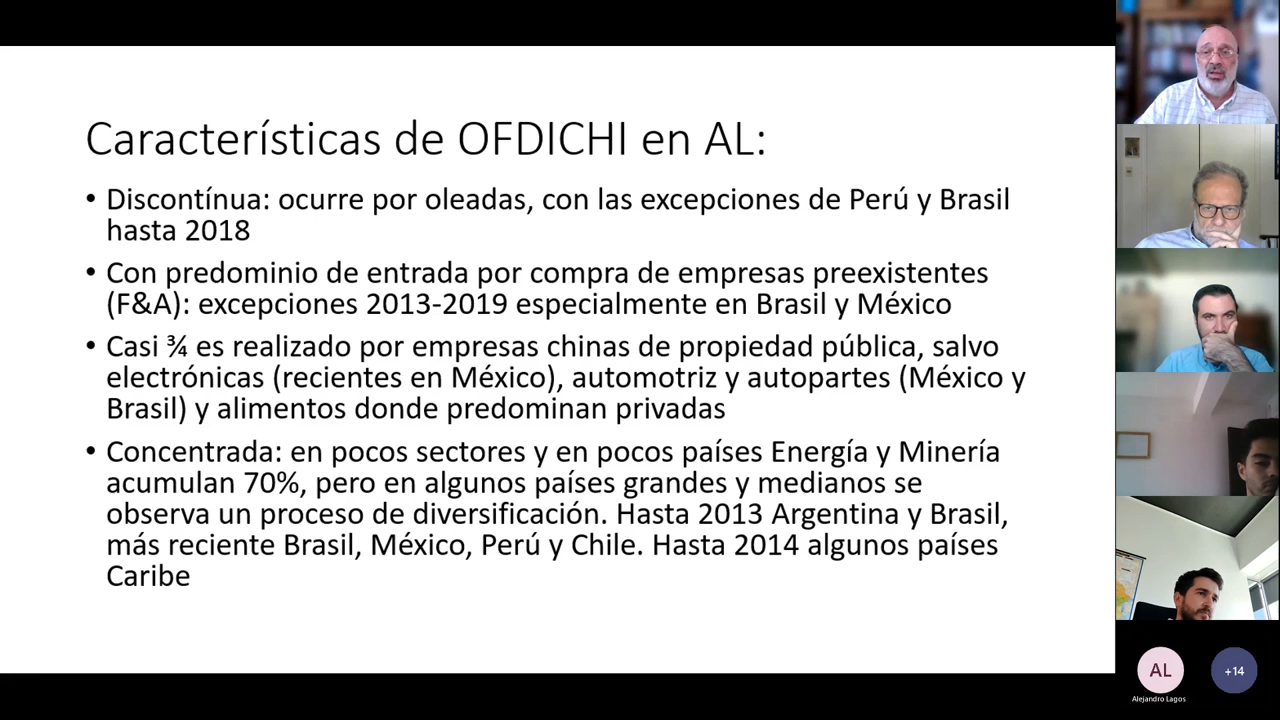 Características de OFDICHI en AL:
• Discontínua: ocurre por oleadas, con las excepciones de Perú y Brasil
hasta 2018
• Con predominio de entrada por compra de empresas preexistentes
(F&A): excepciones 2013-2019 especialmente en Brasil y México
• Casi ¾ es realizado por empresas chinas de propiedad pública, salvo
electrónicas (recientes en México), automotriz y autopartes (México y
Brasil) y alimentos donde predominan privadas
• Concentrada: en pocos sectores y en pocos países Energía y Minería
acumulan 70%, pero en algunos países grandes y medianos se
observa un proceso de diversificación. Hasta 2013 Argentina y Brasil,
más reciente Brasil, México, Perú y Chile. Hasta 2014 algunos países
Caribe
AL
+14
Alejandro Lagos